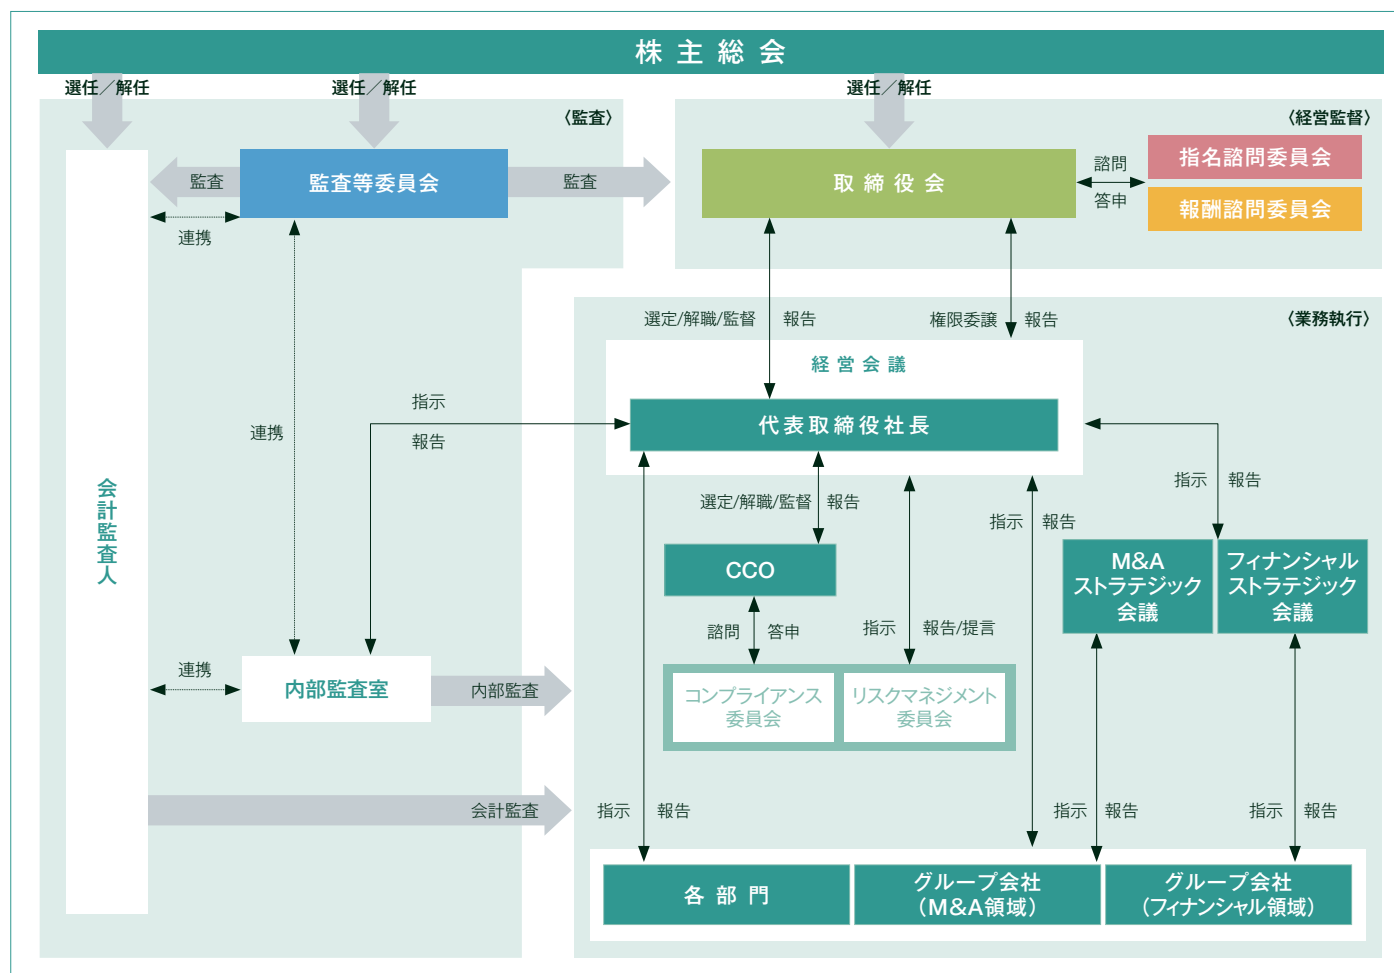 株主総会
選任／解任
選任／解任
選任／解任
〈監査〉
〈経営監督〉
監査
監査等委員会
監査
取締役会
諮問
答申
指名諮問委員会
報酬諮問委員会
連携
選定/解職/監督
報告
権限委譲
報告
〈業務執行〉
経営会議
代表取締役社長
指示
報告
連携
選定/解職/監督
報告
指示
報告
指示
報告
会計監査人
CCO
M&A
ストラテジック
会議
フィナンシャル
ストラテジック
会議
諮問
答申
指示
報告/提言
連携
内部監査室
内部監査
コンプライアンス
委員会
リスクマネジメント
委員会
会計監査
指示
報告
指示
報告
指示
報告
各部門
グループ会社
（M&A領域）
グループ会社
（フィナンシャル領域）